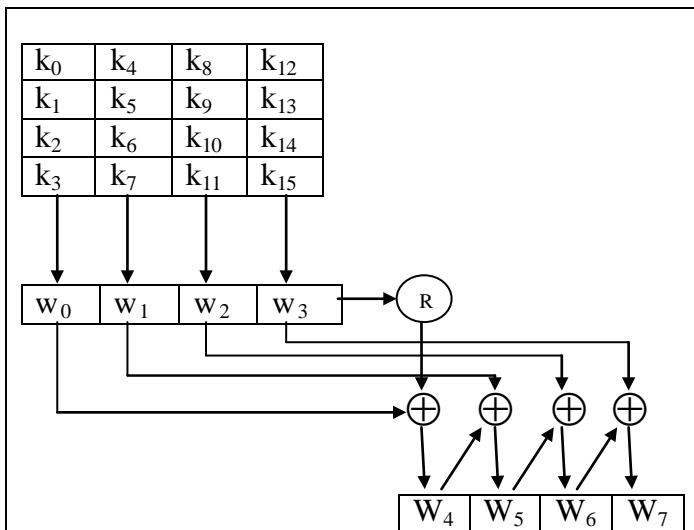 k₀ k₄ k₈ k₁₂
k₁ k₅ k₉ k₁₃
k₂ k₆ k₁₀ k₁₄
k₃ k₇ k₁₁ k₁₅
w₀ w₁ w₂ w₃ R
W₄ W₅ W₆ W₇